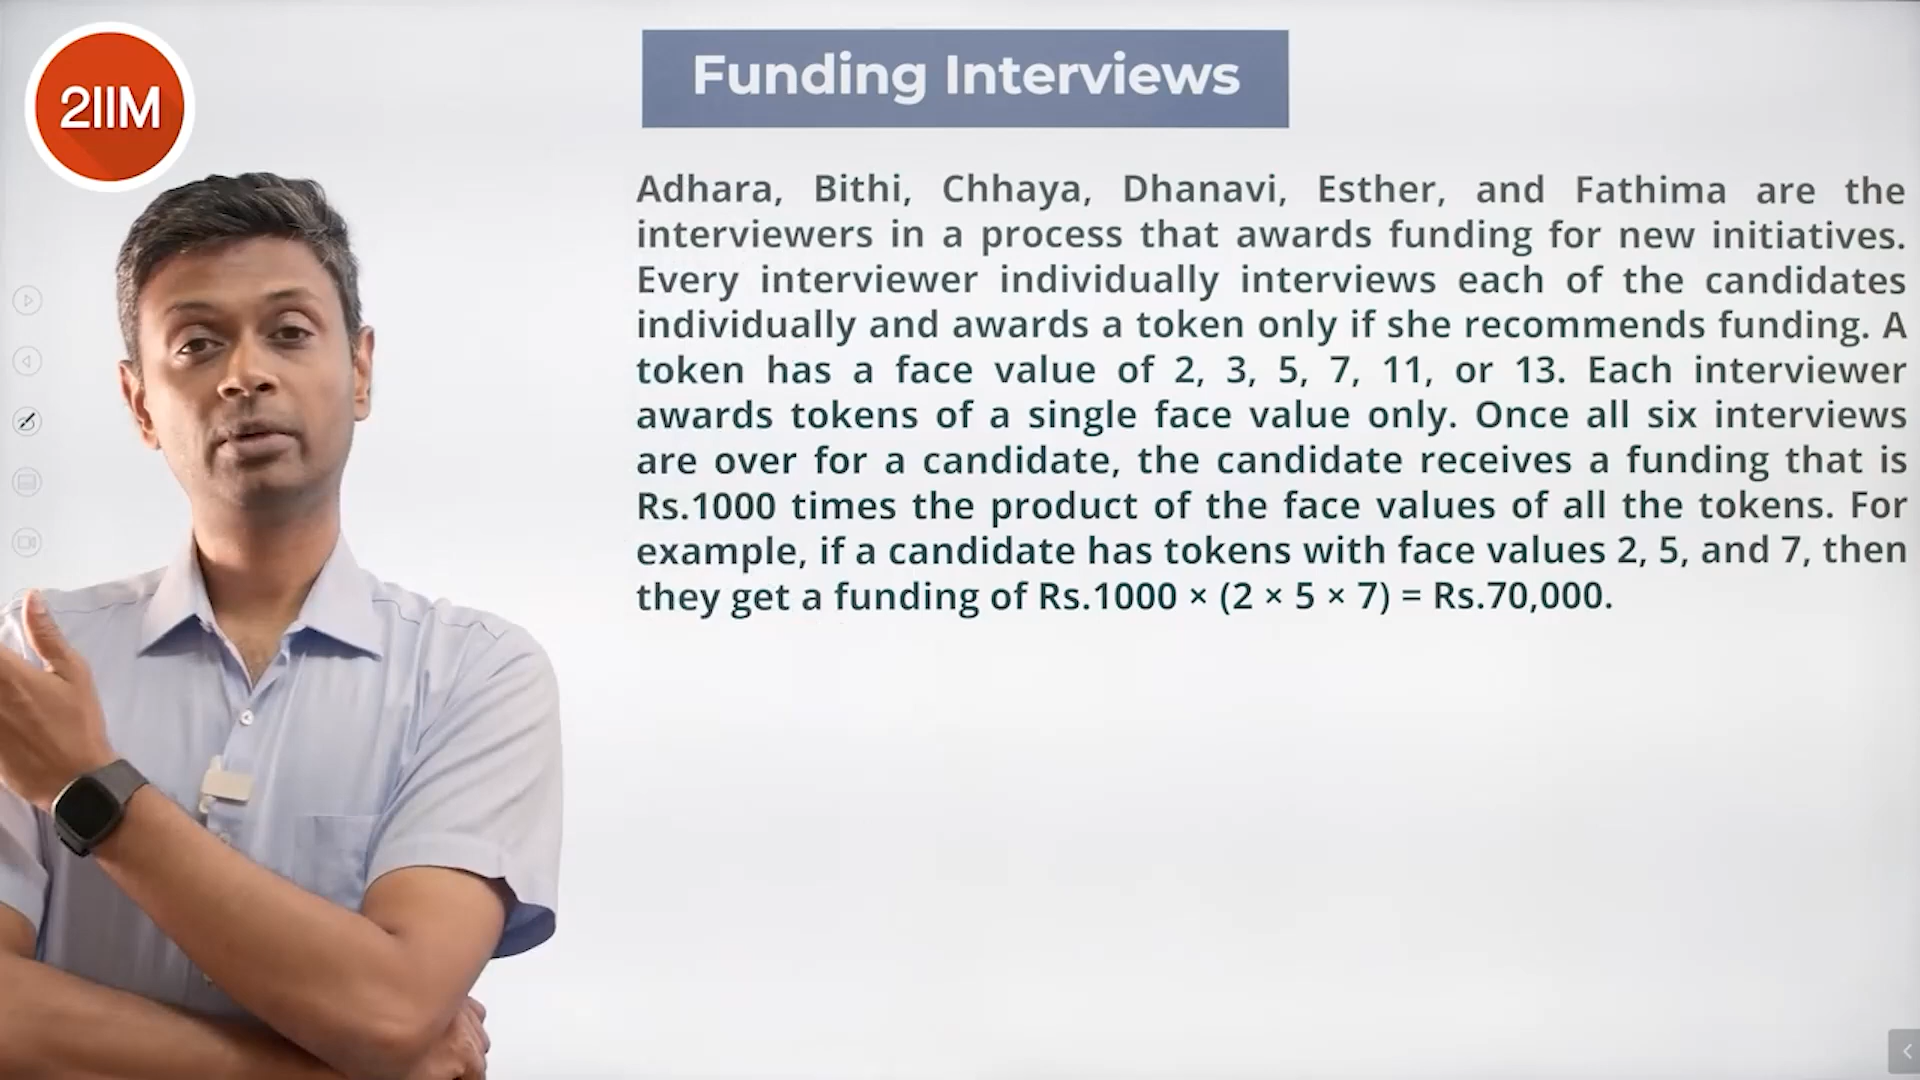 2IIM
Funding Interviews
Adhara, Bithi, Chhaya, Dhanavi, Esther, and Fathima are the
interviewers in a process that awards funding for new initiatives.
Every interviewer individually interviews each of the candidates
individually and awards a token only if she recommends funding. A
token has a face value of 2, 3, 5, 7, 11, or 13. Each interviewer
awards tokens of a single face value only. Once all six interviews
are over for a candidate, the candidate receives a funding that is
Rs.1000 times the product of the face values of all the tokens. For
example, if a candidate has tokens with face values 2, 5, and 7, then
they get a funding of Rs.1000 × (2 × 5 × 7) = Rs.70,000.